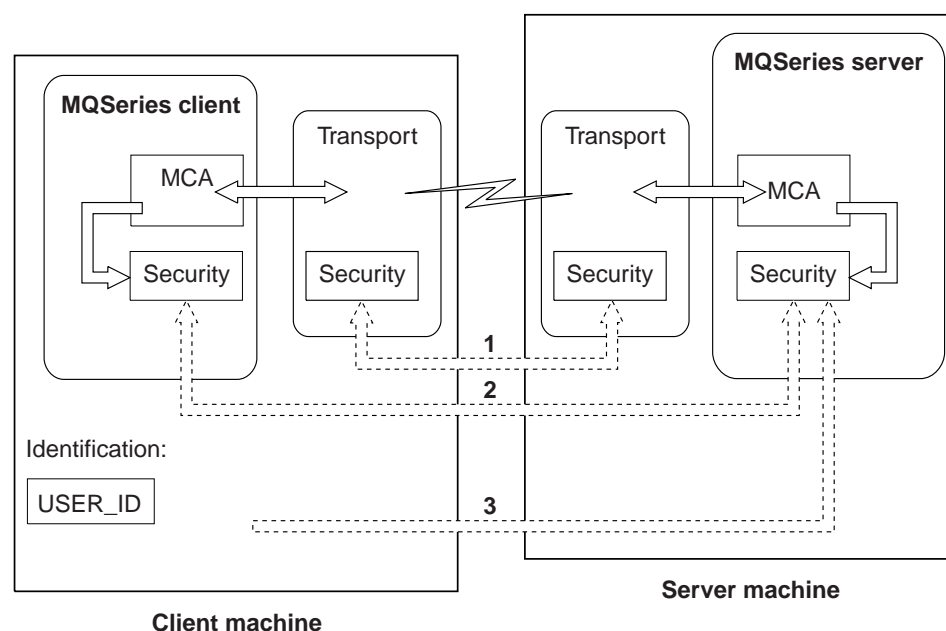 MQSeries server
MQSeries client
Transport
Transport
MCA
MCA
Security
Security
Security
Security
1
2
Identification:
USER_ID
3
Server machine
Client machine